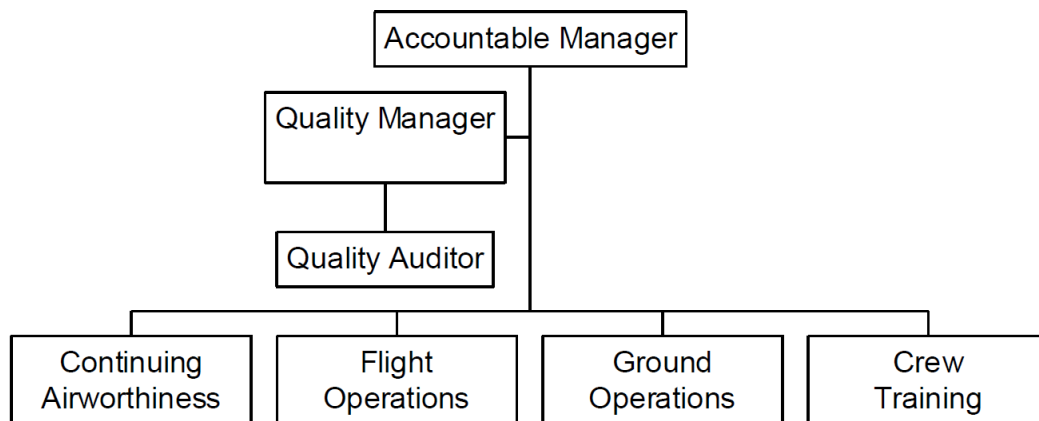 Accountable Manager
Quality Manager
Quality Auditor
Continuing
Airworthiness
Flight
Operations
Ground
Operations
Crew
Training